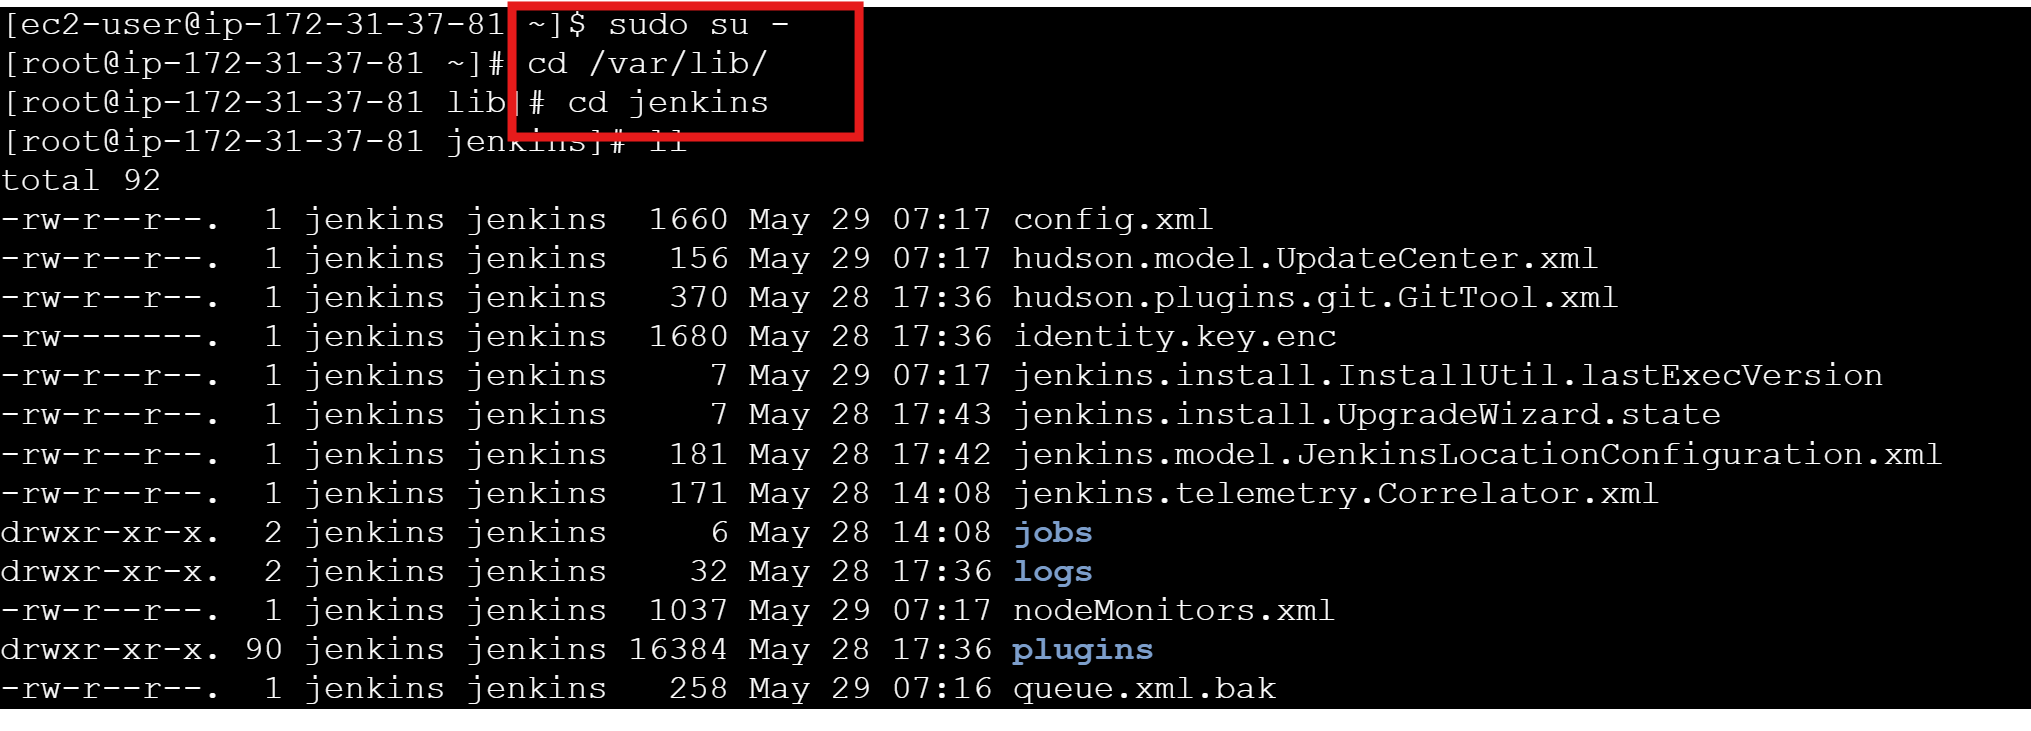 [ec2-user@ip-172-31-37-81 ~]$ sudo su -
[root@ip-172-31-37-81 ~]# cd /var/lib/
[root@ip-172-31-37-81 lib]# cd jenkins
[root@ip-172-31-37-81 jenkins]# ll
total 92
-rw-r--r--.  1 jenkins jenkins  1660 May 29 07:17 config.xml
-rw-r--r--.  1 jenkins jenkins   156 May 29 07:17 hudson.model.UpdateCenter.xml
-rw-r--r--.  1 jenkins jenkins   370 May 28 17:36 hudson.plugins.git.GitTool.xml
-rw-------.  1 jenkins jenkins  1680 May 28 17:36 identity.key.enc
-rw-r--r--.  1 jenkins jenkins     7 May 29 07:17 jenkins.install.InstallUtil.lastExecVersion
-rw-r--r--.  1 jenkins jenkins     7 May 28 17:43 jenkins.install.UpgradeWizard.state
-rw-r--r--.  1 jenkins jenkins   181 May 28 17:42 jenkins.model.JenkinsLocationConfiguration.xml
-rw-r--r--.  1 jenkins jenkins   171 May 28 14:08 jenkins.telemetry.Correlator.xml
drwxr-xr-x.  2 jenkins jenkins     6 May 28 14:08 jobs
drwxr-xr-x.  2 jenkins jenkins    32 May 28 17:36 logs
-rw-r--r--.  1 jenkins jenkins  1037 May 29 07:17 nodeMonitors.xml
drwxr-xr-x. 90 jenkins jenkins 16384 May 28 17:36 plugins
-rw-r--r--.  1 jenkins jenkins   258 May 29 07:16 queue.xml.bak